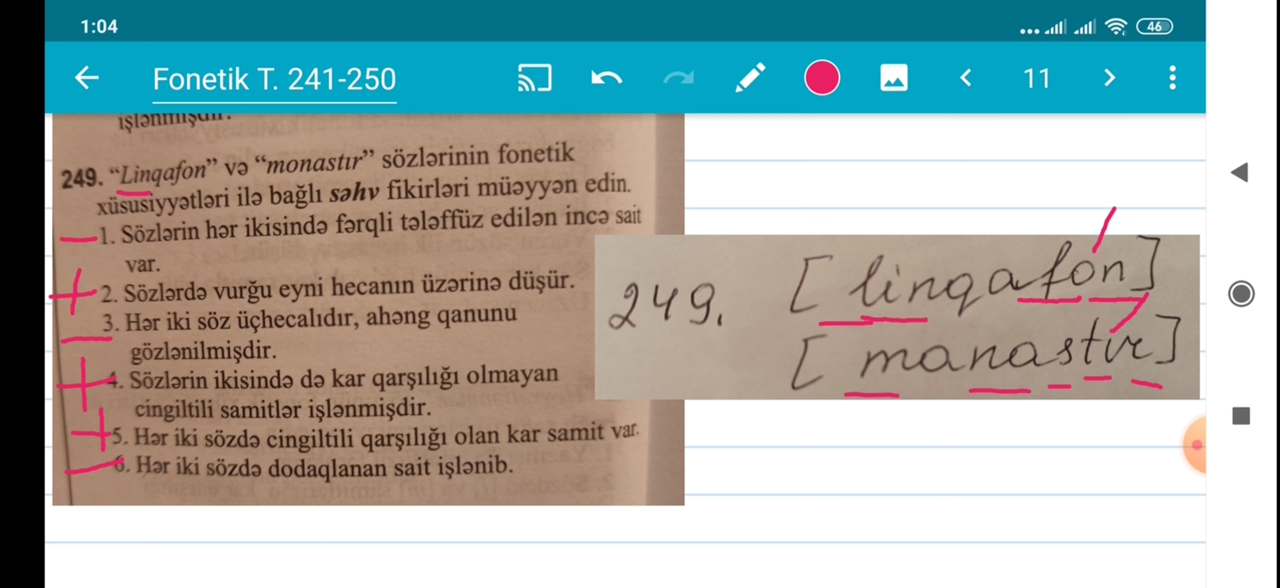 1:04
46
Fonetik T. 241-250
11
işlənmişdir.
249. “Linqafon” və “monastır” sözlərinin fonetik
xüsusiyyətləri ilə bağlı səhv fikirləri müəyyən edin.
1. Sözlərin hər ikisində fərqli tələffüz edilən incə sait
var.
2. Sözlərdə vurğu eyni hecanın üzərinə düşür.
3. Hər iki söz üçhecalıdır, ahəng qanunu
gözlənilmişdir.
4. Sözlərin ikisində də kar qarşılığı olmayan
cingiltili samitlər işlənmişdir.
5. Hər iki sözdə cingiltili qarşılığı olan kar samit var.
6. Hər iki sözdə dodaqlanan sait işlənib.
249. [linqafon]
[manastır]